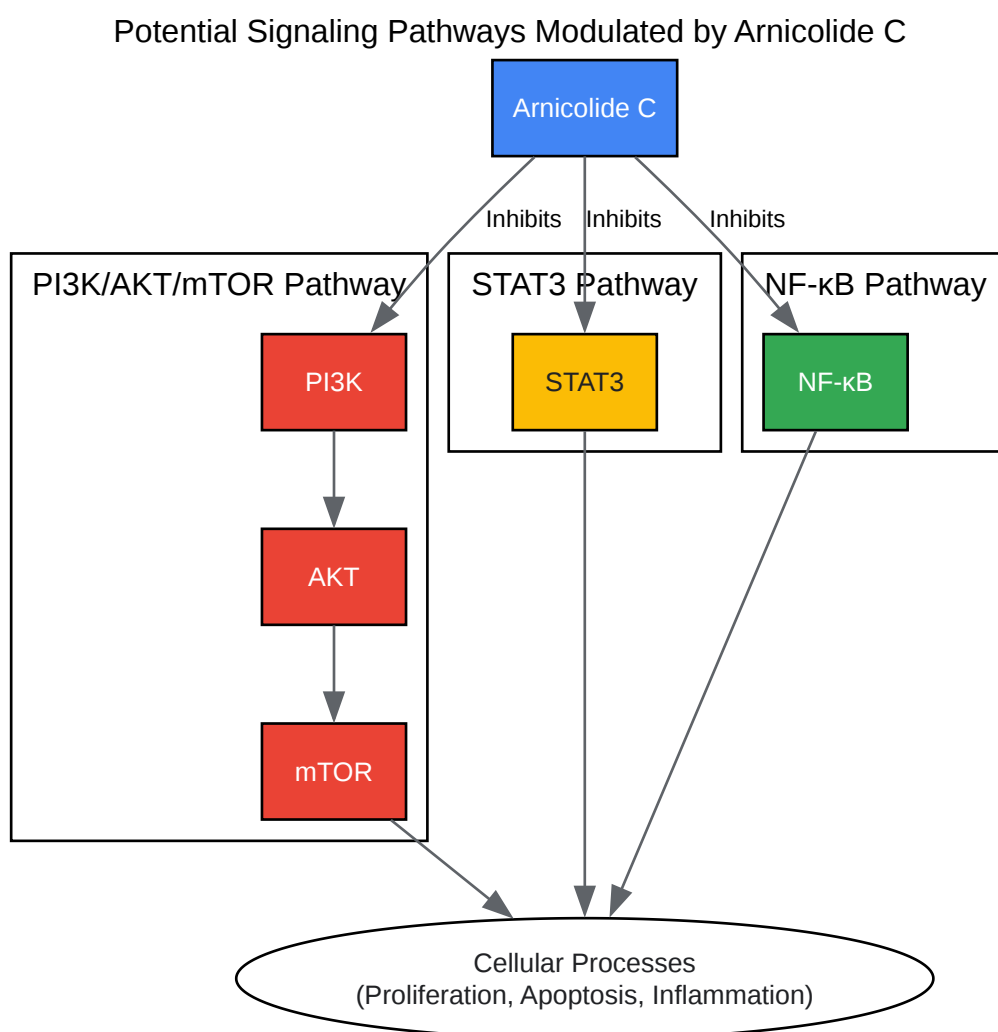 Potential Signaling Pathways Modulated by Arnicolide C
Arnicolide C
Inhibits
Inhibits
Inhibits
PI3K/AKT/mTOR Pathway
STAT3 Pathway
NF-κB Pathway
PI3K
STAT3
NF-κB
AKT
mTOR
Cellular Processes
(Proliferation, Apoptosis, Inflammation)